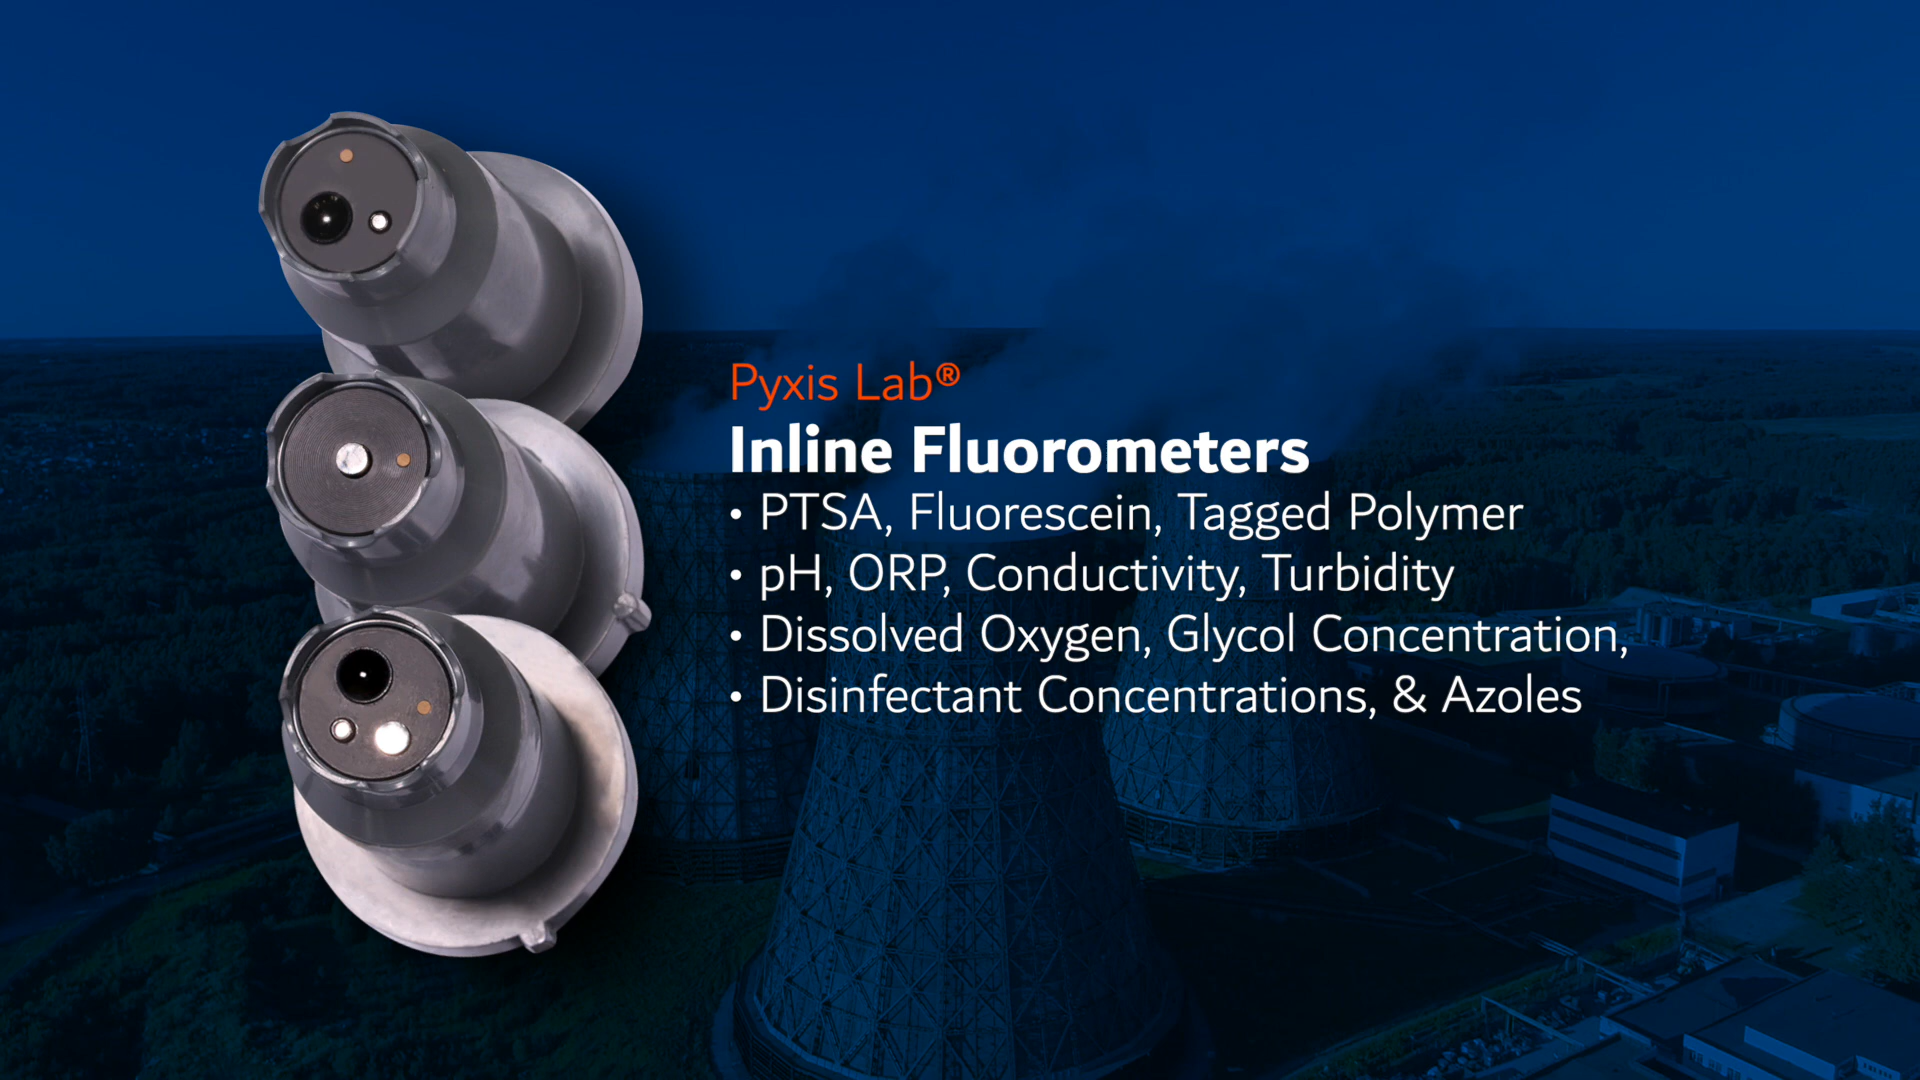 Pyxis Lab®
Inline Fluorometers
• PTSA, Fluorescein, Tagged Polymer
• pH, ORP, Conductivity, Turbidity
• Dissolved Oxygen, Glycol Concentration,
• Disinfectant Concentrations, & Azoles